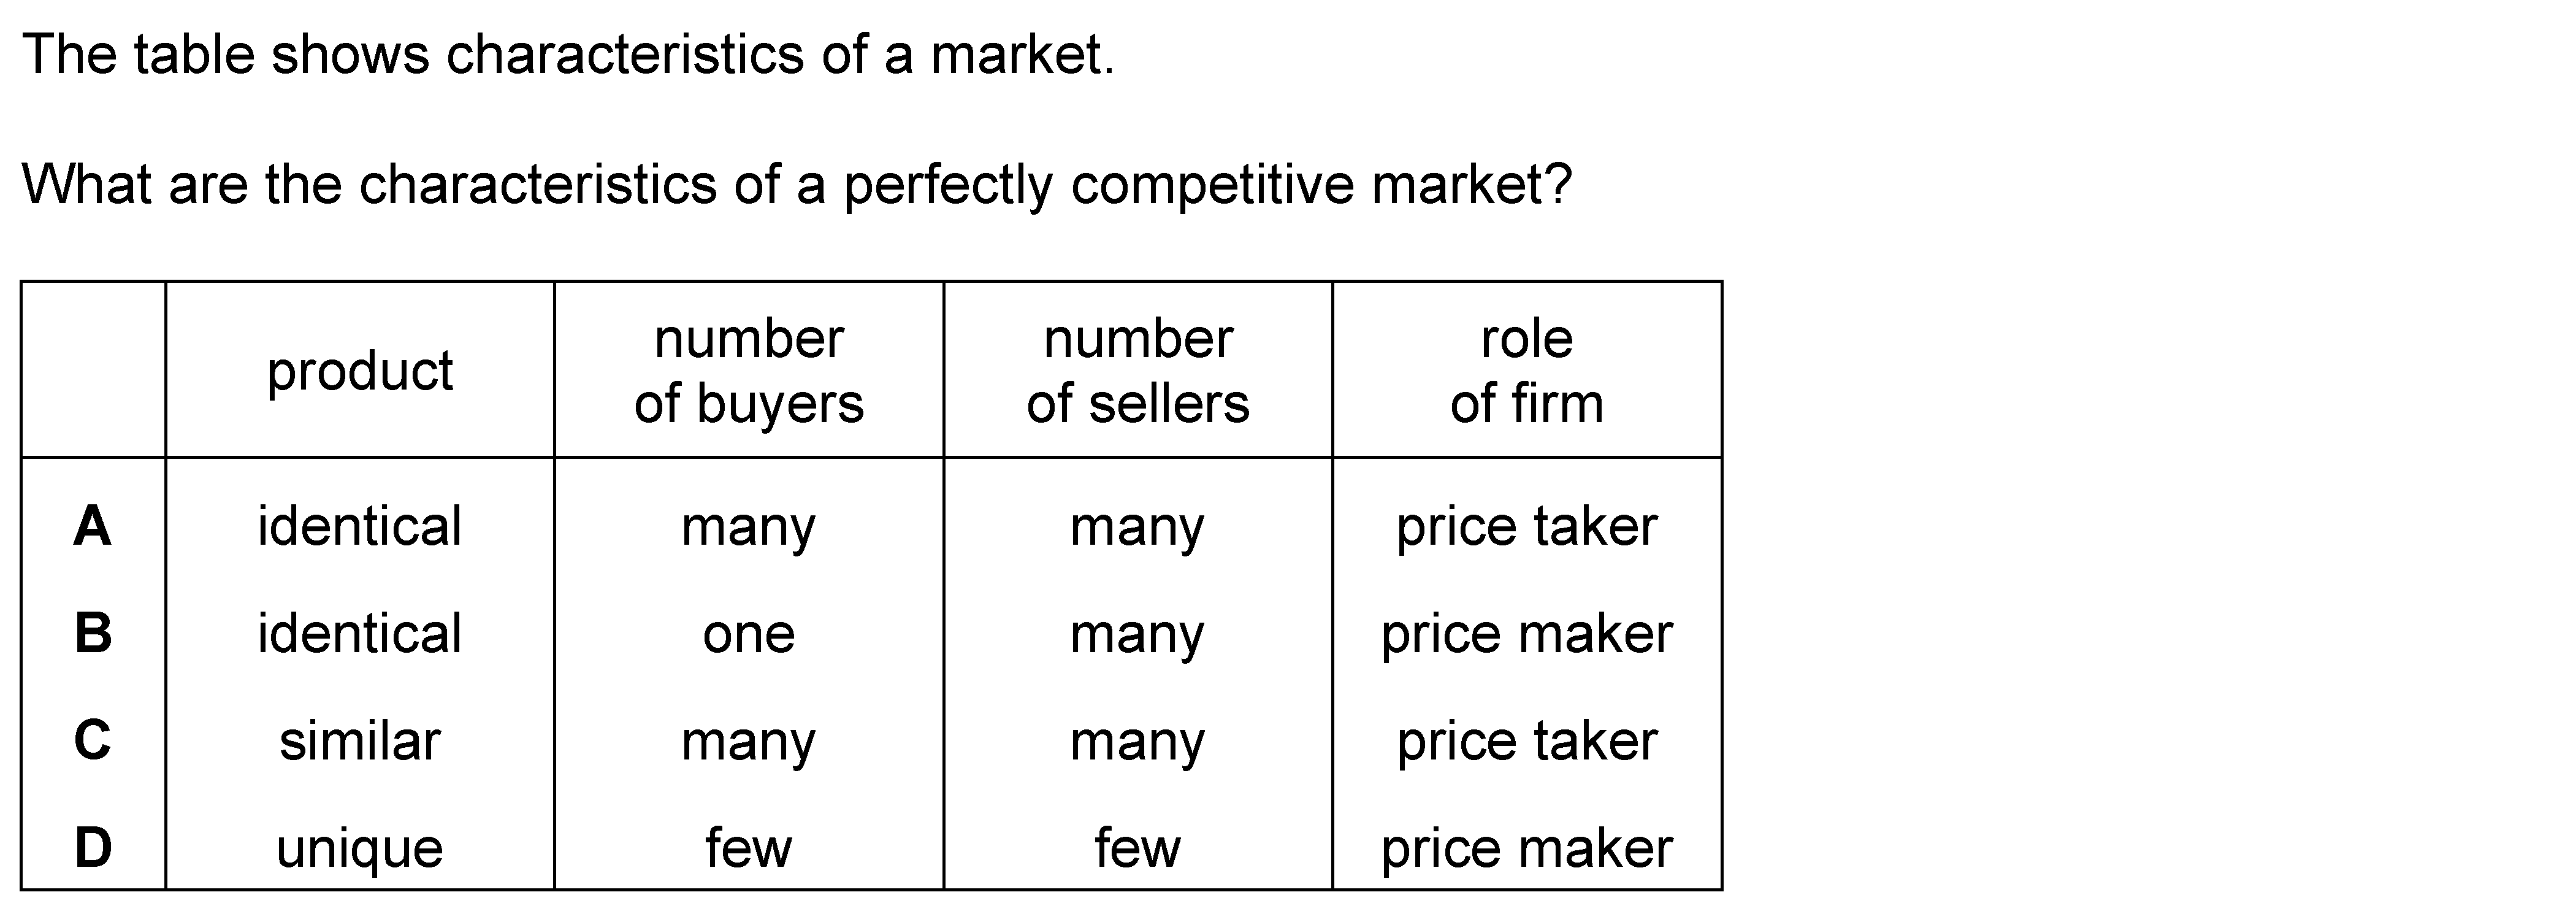 The table shows characteristics of a market.
What are the characteristics of a perfectly competitive market?
product number of buyers number of sellers role of firm
A identical many many price taker
B identical one many price maker
C similar many many price taker
D unique few few price maker